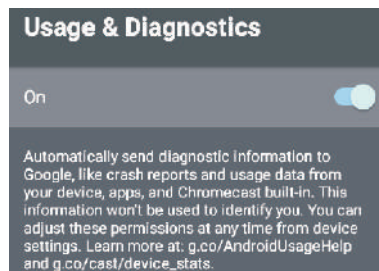 Usage & Diagnostics
On
Automatically send diagnostic information to
Google, like crash reports and usage data from
your device, apps, and Chromecast built-in. This
information won't be used to identify you. You can
adjust these permissions at any time from device
settings. Learn more at: g.co/AndroidUsageHelp
and g.co/cast/device_stats.